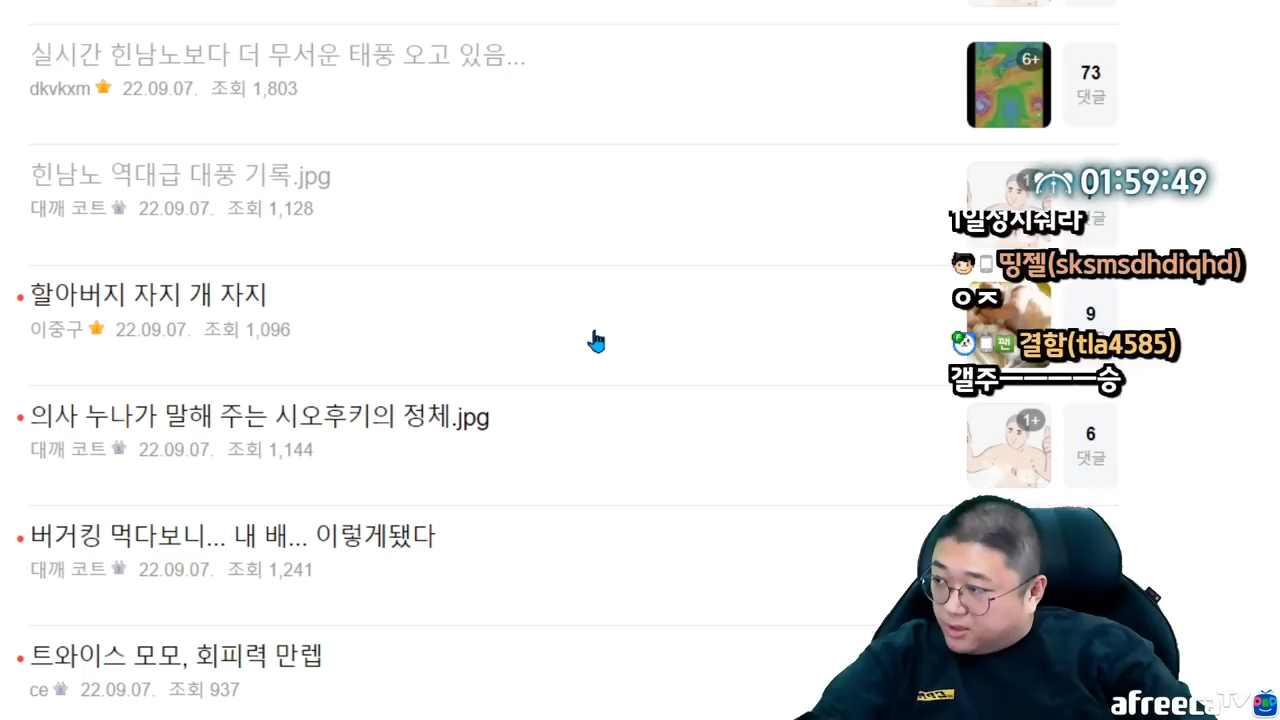 실시간 힌남노보다 더 무서운 태풍 오고 있음...
dkvkxm 22.09.07. 조회 1,803
6+
73
댓글
힌남노 역대급 대풍 기록.jpg
대깨 코트 22.09.07. 조회 1,128
01:59:49
1일정지줘라
띵젤(sksmsdhdiqhd)
ㅇㅈ
할아버지 자지 개 자지
이중구 22.09.07. 조회 1,096
9
팬 결함(tla4585)
갤주ㅡㅡㅡㅡ승
의사 누나가 말해 주는 시오후키의 정체.jpg
대깨 코트 22.09.07. 조회 1,144
1+
6
댓글
버거킹 먹다보니... 내 배... 이렇게됐다
대깨 코트 22.09.07. 조회 1,241
트와이스 모모, 회피력 만렙
ce 22.09.07. 조회 937
afreecaTV